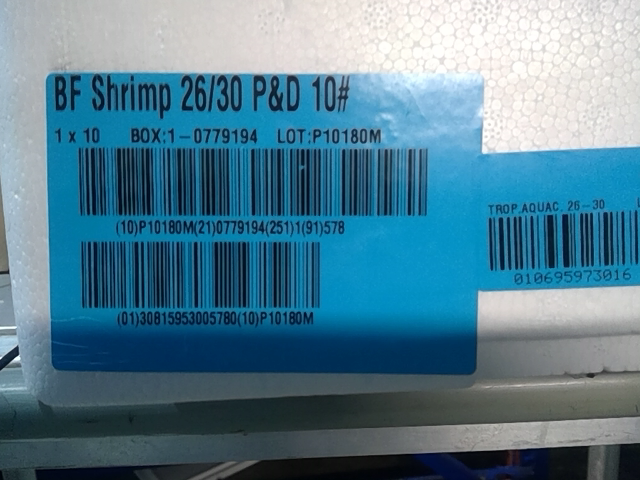 BF Shrimp 26/30 P&D 10#
1 x 10 BOX:1-0779194 LOT:P10180M
(10)P10180M(21)0779194(251)1(91)578
(01)30815953005780(10)P10180M
TROP.AQUAC. 26-30
010695973016